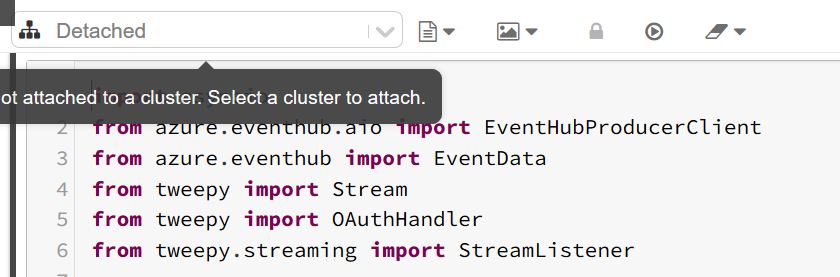 Detached
ot attached to a cluster. Select a cluster to attach.
2 from azure.eventhub.aio import EventHubProducerClient
3 from azure.eventhub import EventData
4 from tweepy import Stream
5 from tweepy import OAuthHandler
6 from tweepy.streaming import StreamListener